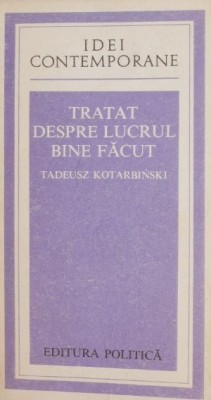 IDEI
CONTEMPORANE
TRATAT
DESPRE LUCRUL
BINE FĂCUT
TADEUSZ KOTARBIŃSKI
EDITURA POLITICĂ